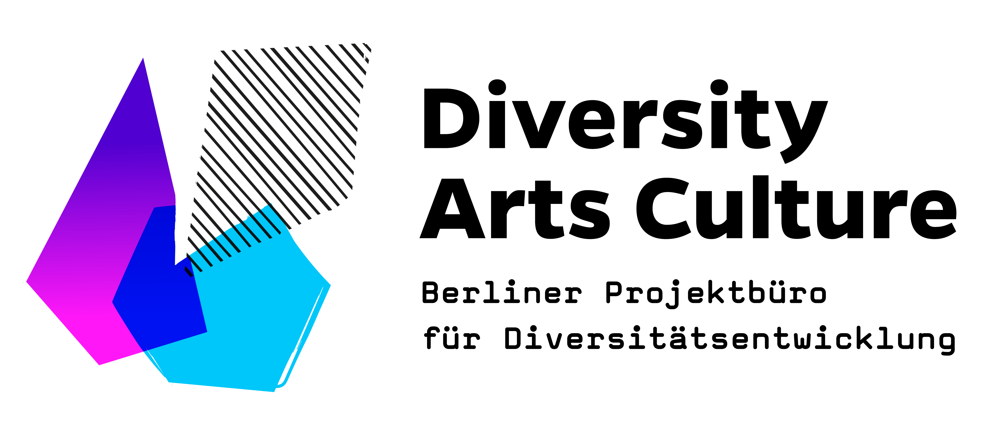 Diversity
Arts Culture
Berliner Projektbüro
für Diversitätsentwicklung